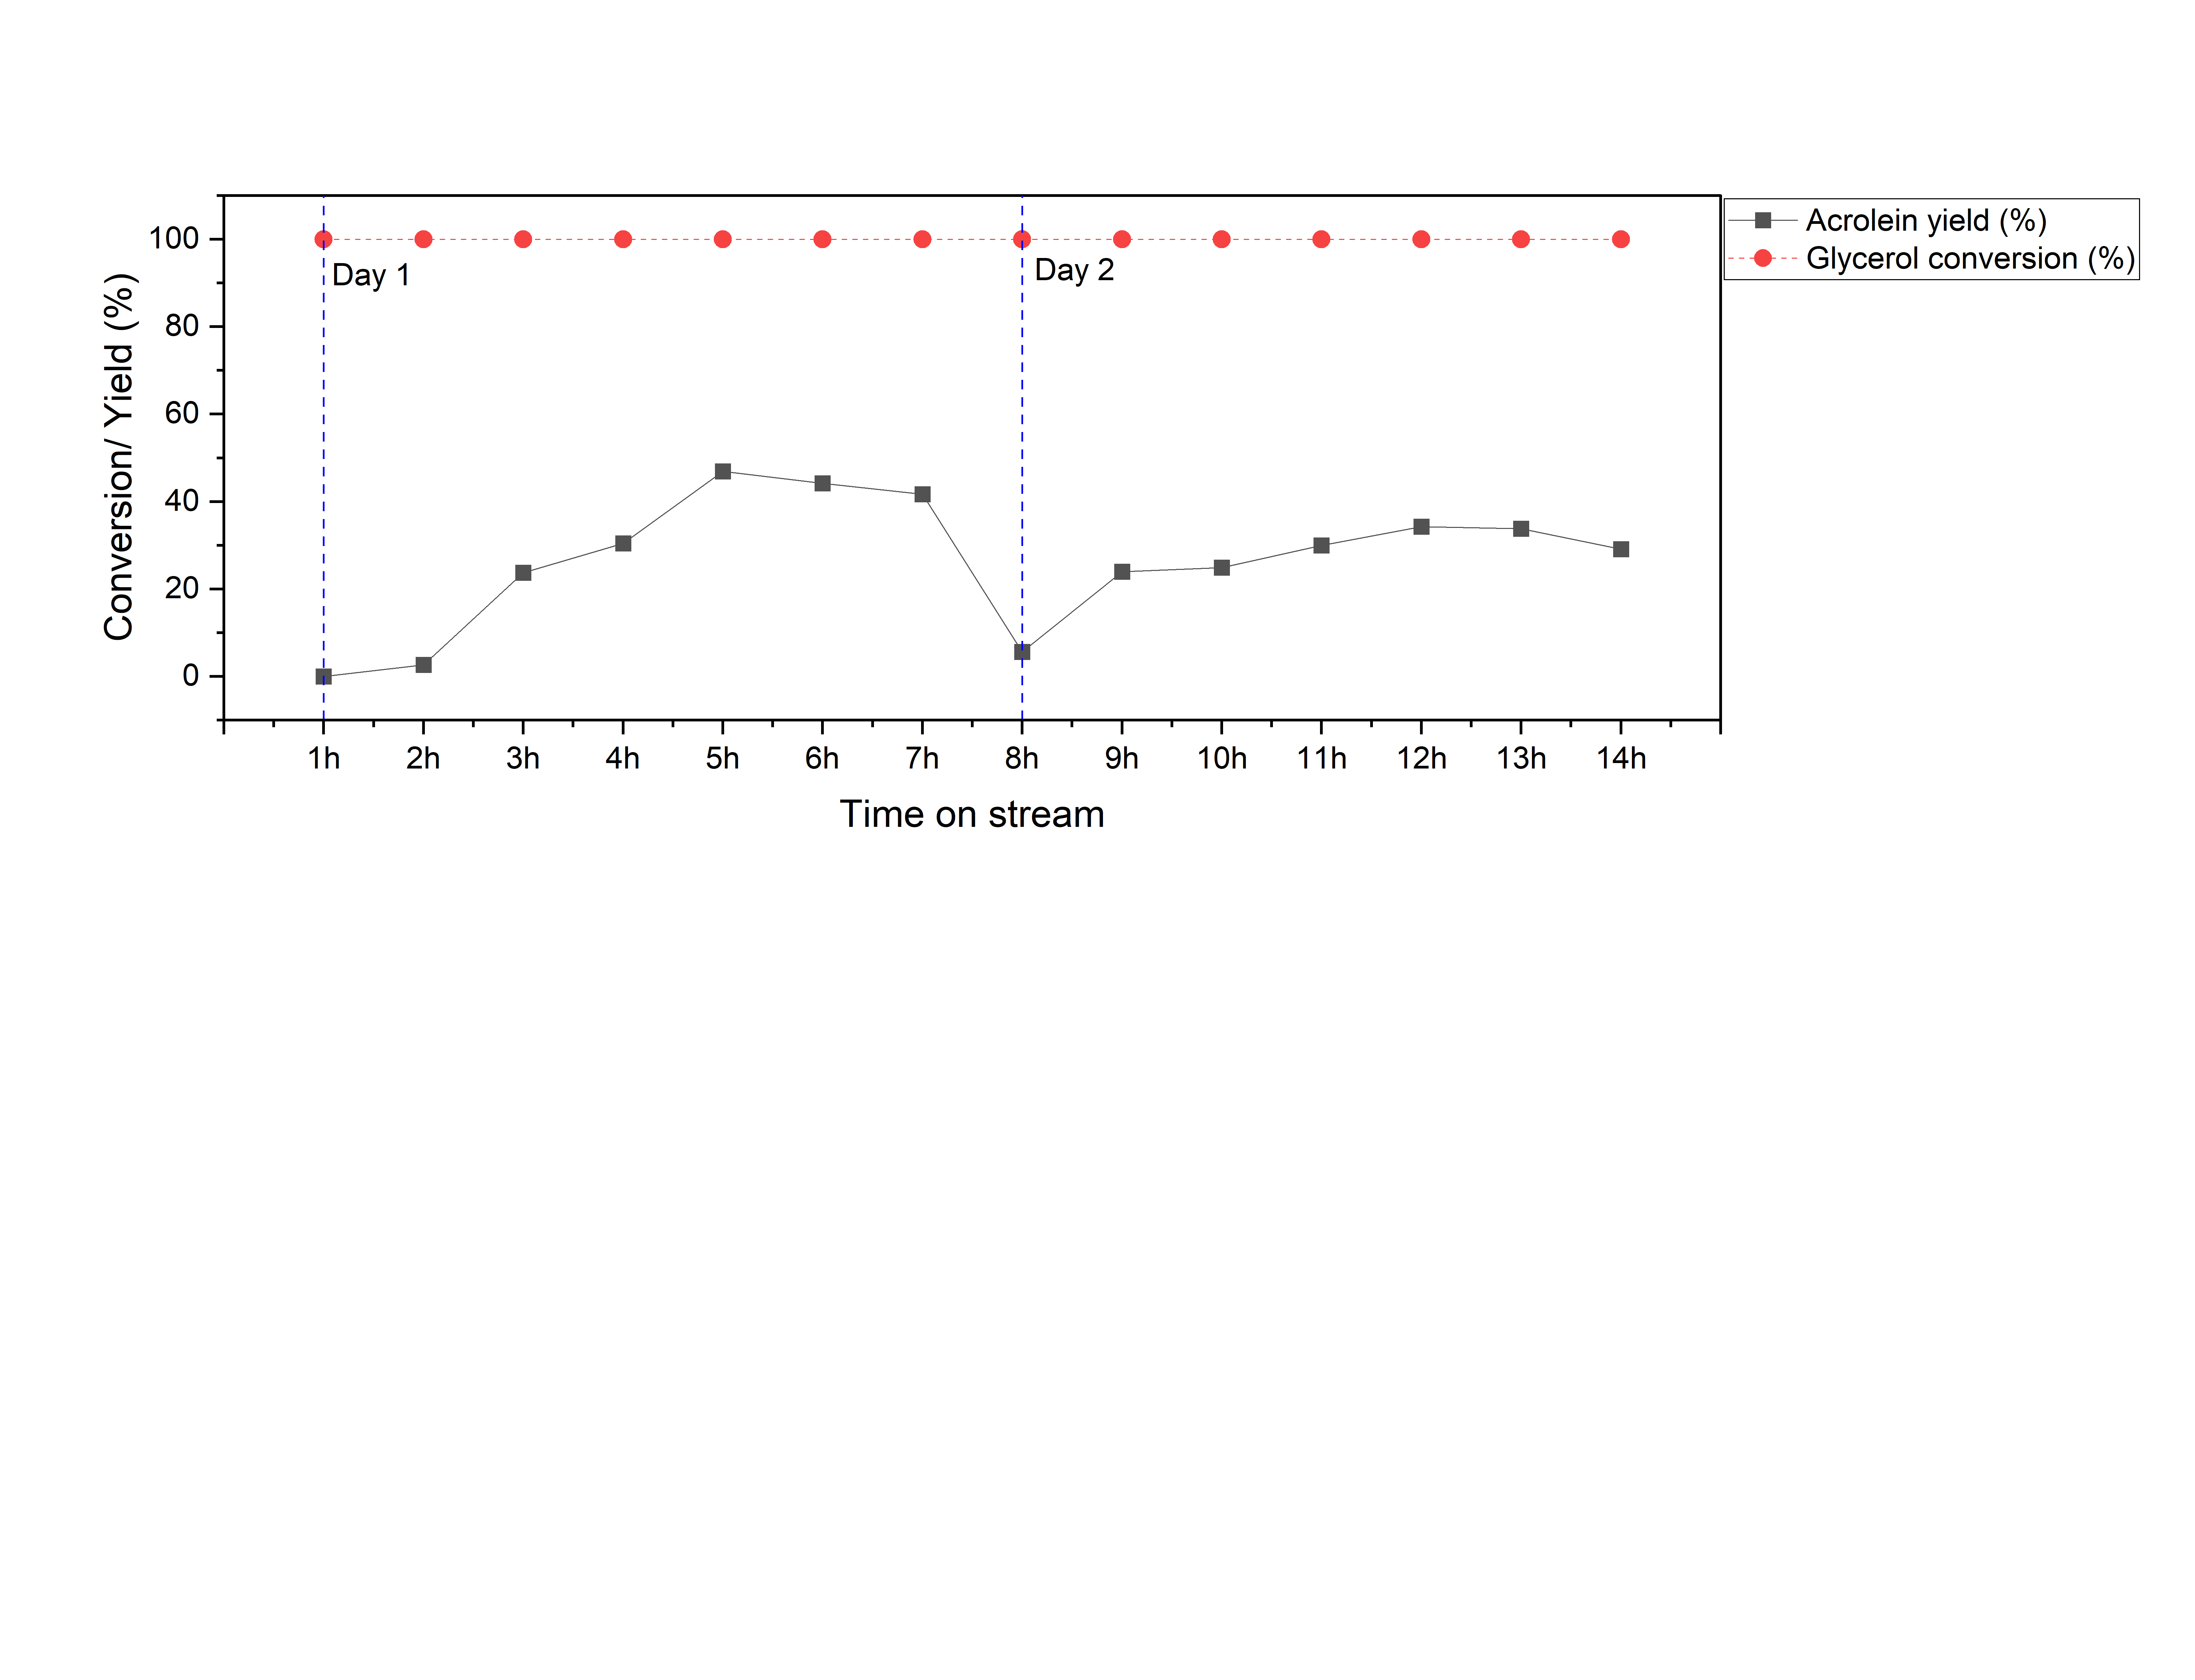 Acrolein yield (%)
Glycerol conversion (%)
Day 1
Day 2
Conversion/ Yield (%)
100
80
60
40
20
0
1h 2h 3h 4h 5h 6h 7h 8h 9h 10h 11h 12h 13h 14h
Time on stream